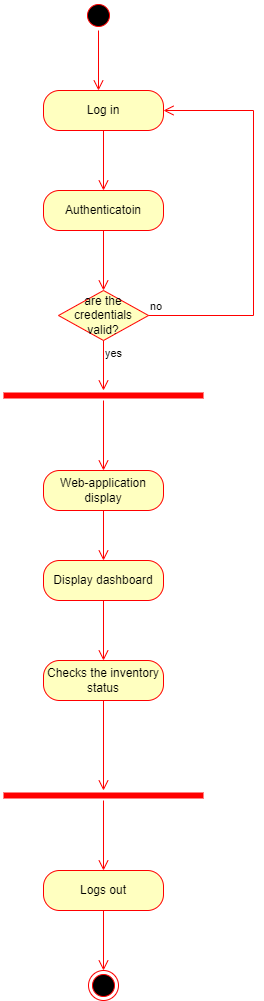 Log in
Authenticatoin
are the
credentials
valid?
no
yes
Web-application
display
Display dashboard
Checks the inventory
status
Logs out